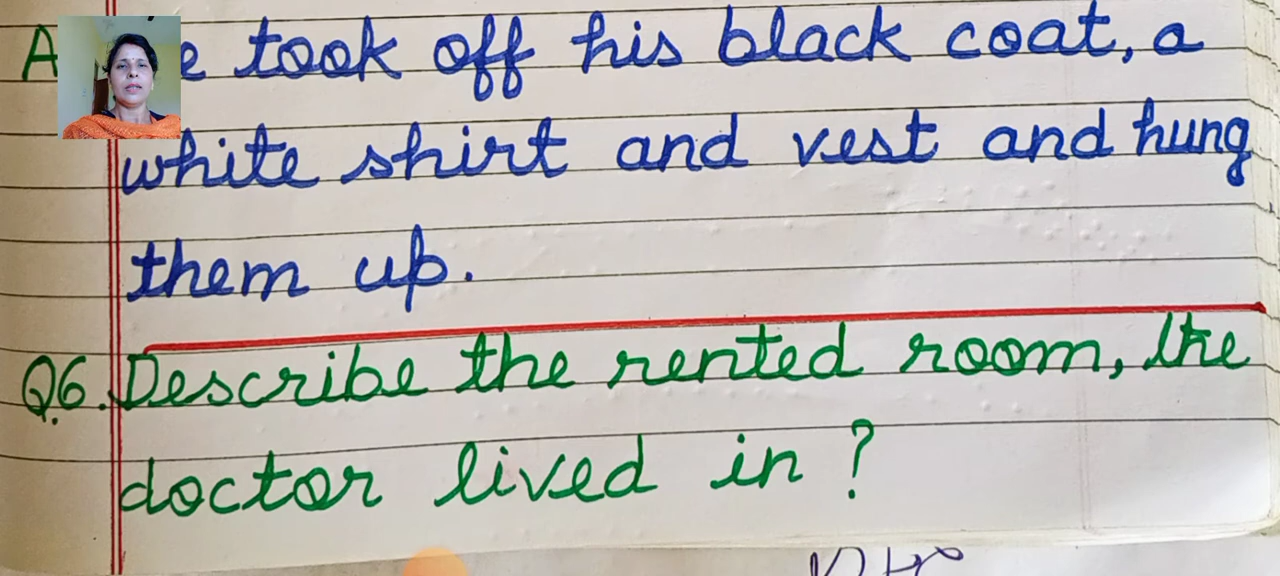 A e took off his black coat, a
white shirt and vest and hung
them up.
Q6. Describe the rented room, the
doctor lived in?